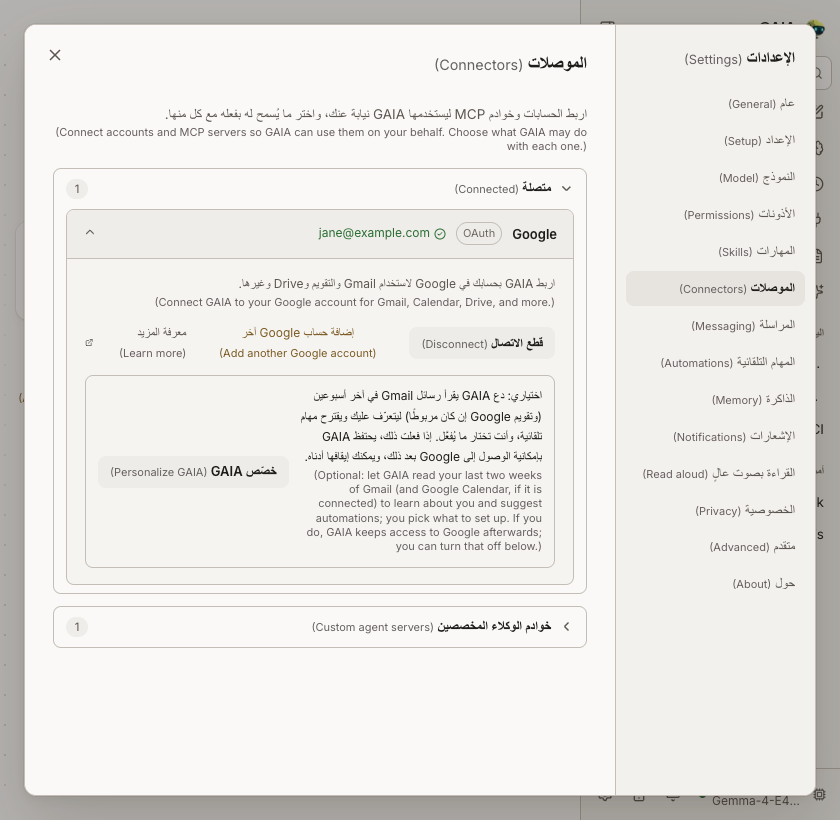 الموصلات (Connectors)
اربط الحسابات وخوادم MCP ليستخدمها GAIA نيابة عنك، واختر ما يُسمح له بفعله مع كل منها.
(Connect accounts and MCP servers so GAIA can use them on your behalf. Choose what GAIA may do
with each one.)
متصلة (Connected)
1
Google
OAuth
jane@example.com
اربط GAIA بحسابك في Google لاستخدام Gmail والتقويم وDrive وغيرها.
(Connect GAIA to your Google account for Gmail, Calendar, Drive, and more.)
قطع الاتصال (Disconnect)
إضافة حساب Google آخر
(Add another Google account)
معرفة المزيد
(Learn more)
اختياري: دع GAIA يقرأ رسائل Gmail في آخر أسبوعين
(وتقويم Google إن كان مربوطًا) ليتعرّف عليك ويقترح مهام
تلقائية، وأنت تختار ما يُفعّل. إذا فعلت ذلك، يحتفظ GAIA
بإمكانية الوصول إلى Google بعد ذلك، ويمكنك إيقافها أدناه.
(Optional: let GAIA read your last two weeks
of Gmail (and Google Calendar, if it is
connected) to learn about you and suggest
automations; you pick what to set up. If you
do, GAIA keeps access to Google afterwards;
you can turn that off below.)
خصّص GAIA (Personalize GAIA)
خوادم الوكلاء المخصصين (Custom agent servers)
1
الإعدادات (Settings)
عام (General)
الإعداد (Setup)
النموذج (Model)
الأذونات (Permissions)
المهارات (Skills)
الموصلات (Connectors)
المراسلة (Messaging)
المهام التلقائية (Automations)
الذاكرة (Memory)
الإشعارات (Notifications)
القراءة بصوت عالٍ (Read aloud)
الخصوصية (Privacy)
متقدم (Advanced)
حول (About)
Gemma-4-E4...